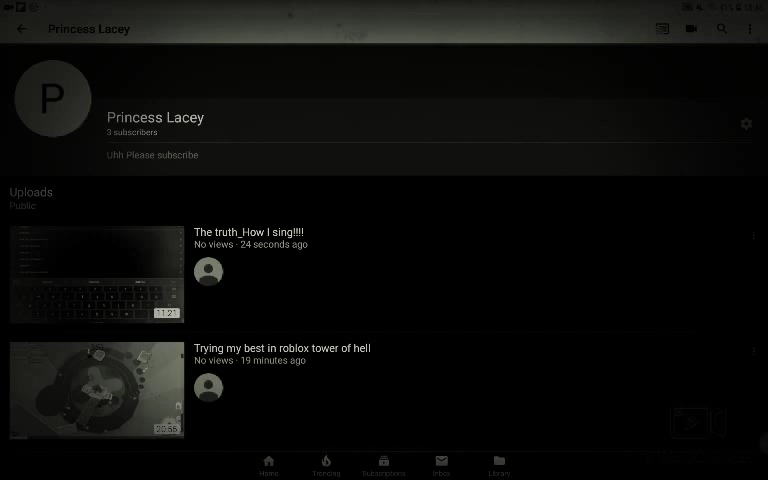 Princess Lacey
P
Princess Lacey
3 subscribers
Uhh Please subscribe
Uploads
Public
The truth_How I sing!!!!
No views · 24 seconds ago
11:21
Trying my best in roblox tower of hell
No views · 19 minutes ago
20:55
Home
Trending
Subscriptions
Inbox
Library